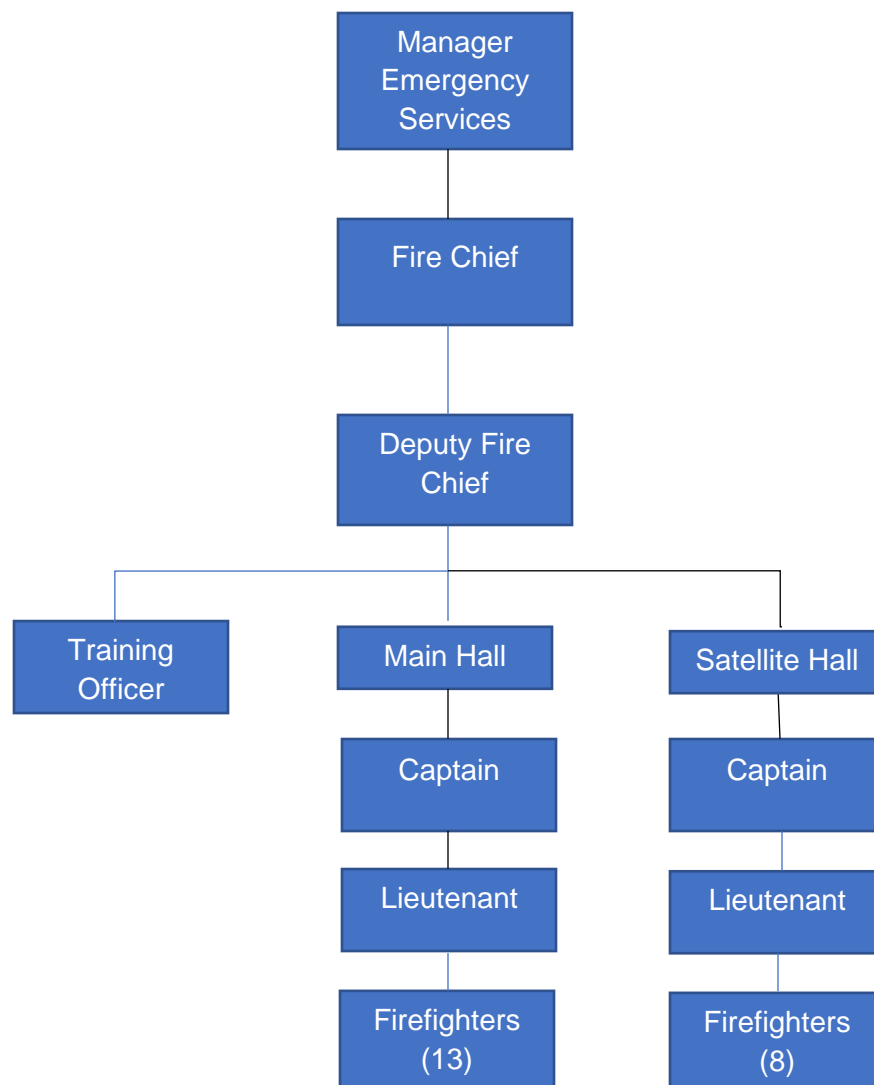 Manager
Emergency
Services
Fire Chief
Deputy Fire
Chief
Training
Officer
Main Hall
Satellite Hall
Captain
Captain
Lieutenant
Lieutenant
Firefighters
(13)
Firefighters
(8)